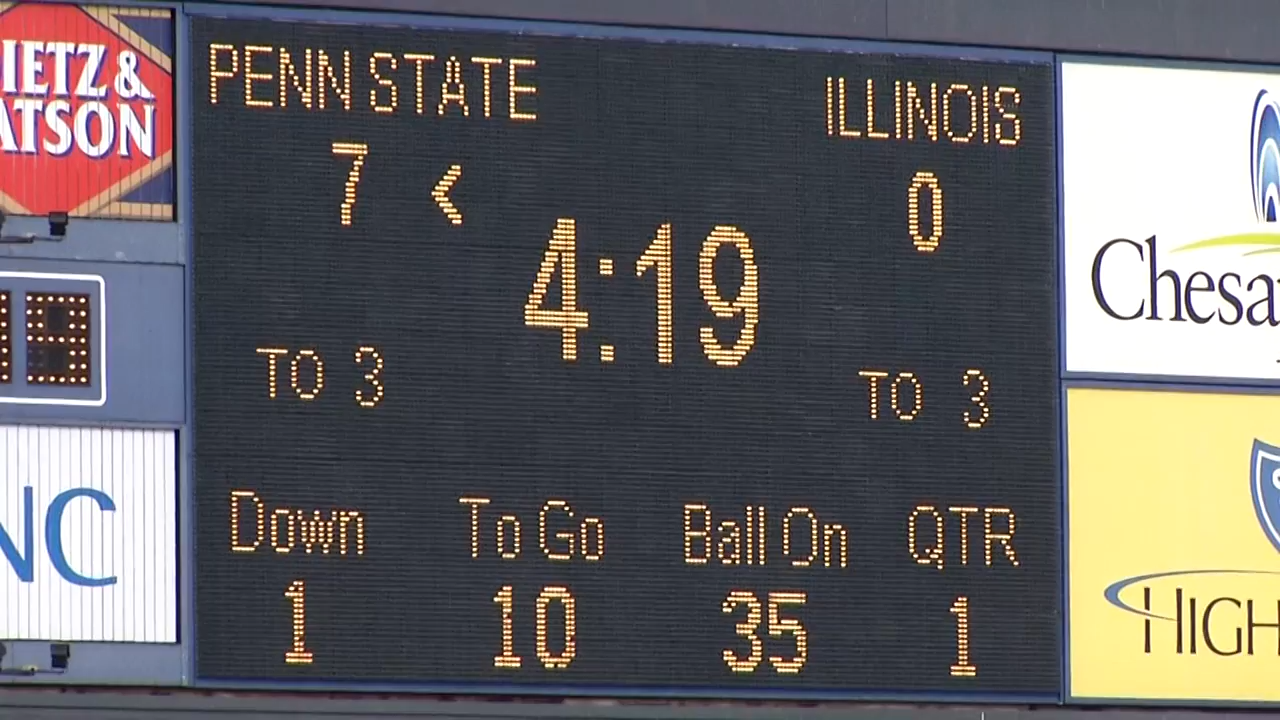 IETZ &
ATSON
PENN STATE
ILLINOIS
7 <
0
4:19
TO 3
TO 3
Down To Go Ball On QTR
1 10 35 1
NC
Chesa
HIGH